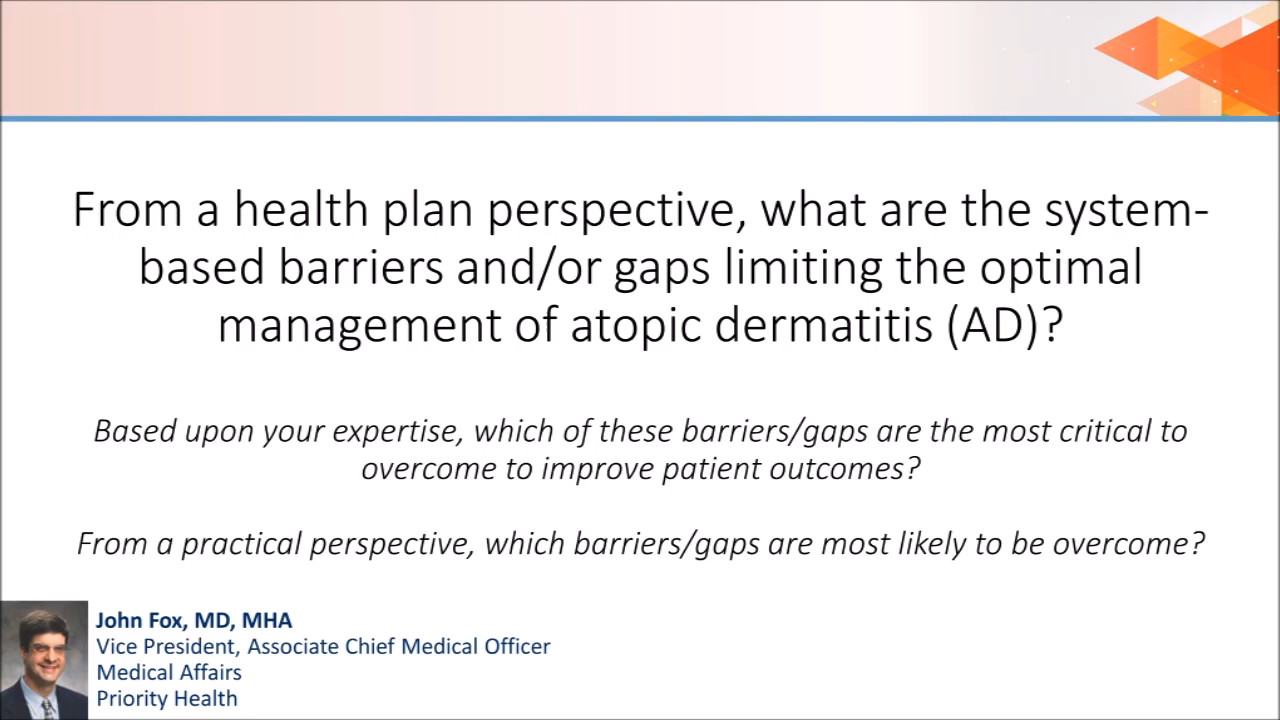 From a health plan perspective, what are the system-
based barriers and/or gaps limiting the optimal
management of atopic dermatitis (AD)?
Based upon your expertise, which of these barriers/gaps are the most critical to
overcome to improve patient outcomes?
From a practical perspective, which barriers/gaps are most likely to be overcome?
John Fox, MD, MHA
Vice President, Associate Chief Medical Officer
Medical Affairs
Priority Health